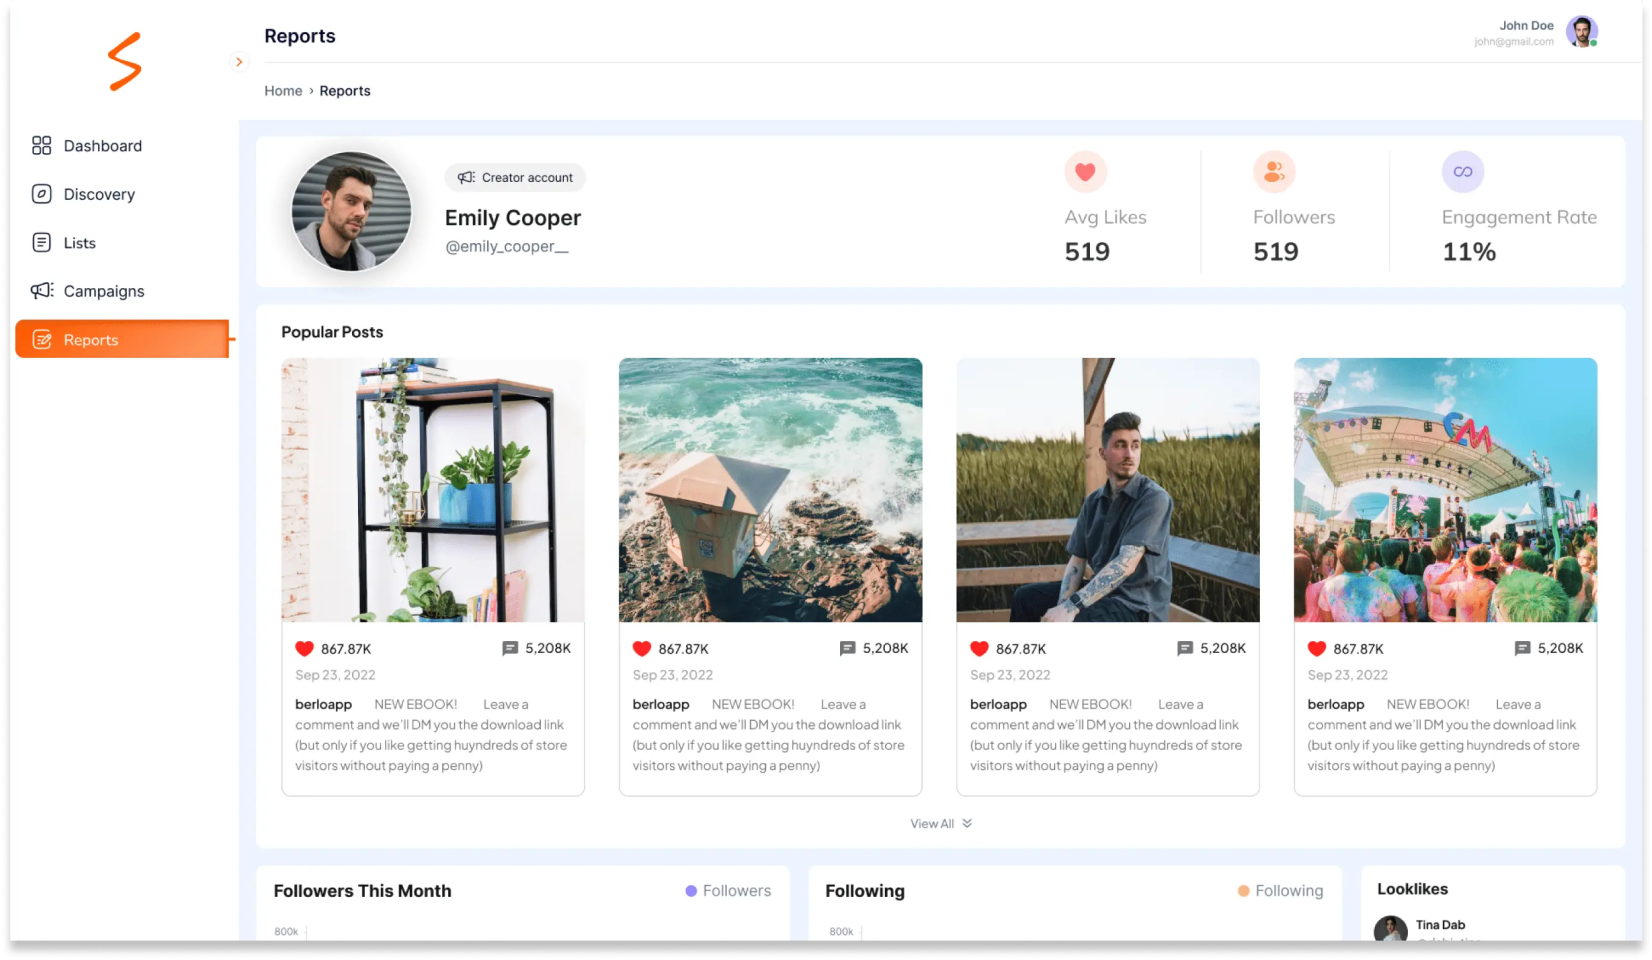 Reports
John Doe
john@gmail.com
Home › Reports
Dashboard
Discovery
Lists
Campaigns
Reports
Creator account
Emily Cooper
@emily_cooper__
Avg Likes
519
Followers
519
Engagement Rate
11%
Popular Posts
867.87K 5,208K
Sep 23, 2022
berloapp NEW EBOOK! Leave a
comment and we'll DM you the download link
(but only if you like getting huyndreds of store
visitors without paying a penny)
867.87K 5,208K
Sep 23, 2022
berloapp NEW EBOOK! Leave a
comment and we'll DM you the download link
(but only if you like getting huyndreds of store
visitors without paying a penny)
867.87K 5,208K
Sep 23, 2022
berloapp NEW EBOOK! Leave a
comment and we'll DM you the download link
(but only if you like getting huyndreds of store
visitors without paying a penny)
CM
867.87K 5,208K
Sep 23, 2022
berloapp NEW EBOOK! Leave a
comment and we'll DM you the download link
(but only if you like getting huyndreds of store
visitors without paying a penny)
View All
Followers This Month
Followers
800k
Following
Following
800k
Looklikes
Tina Dab